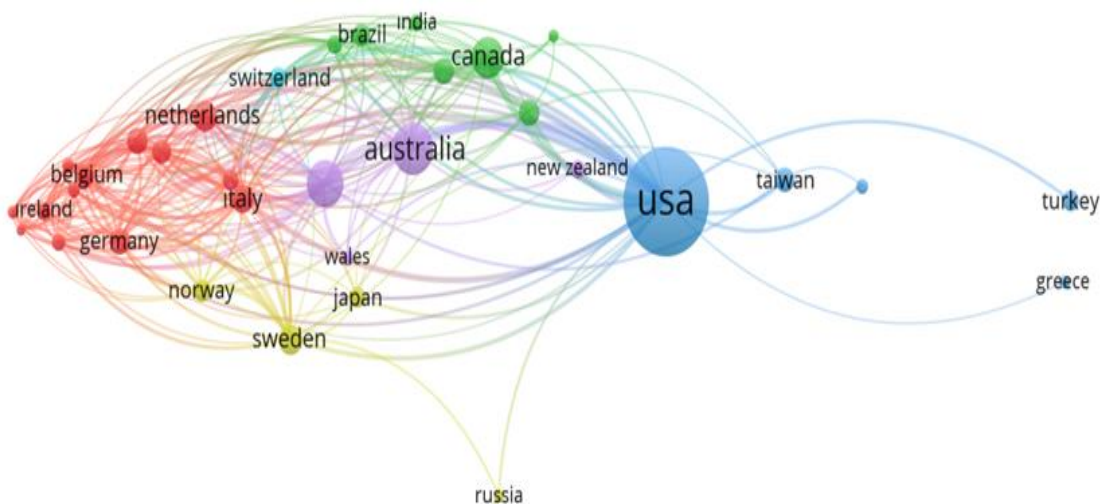 india
brazil
canada
switzerland
netherlands
australia
new zealand
belgium
taiwan
italy
usa
turkey
ireland
germany
wales
greece
norway
japan
sweden
russia